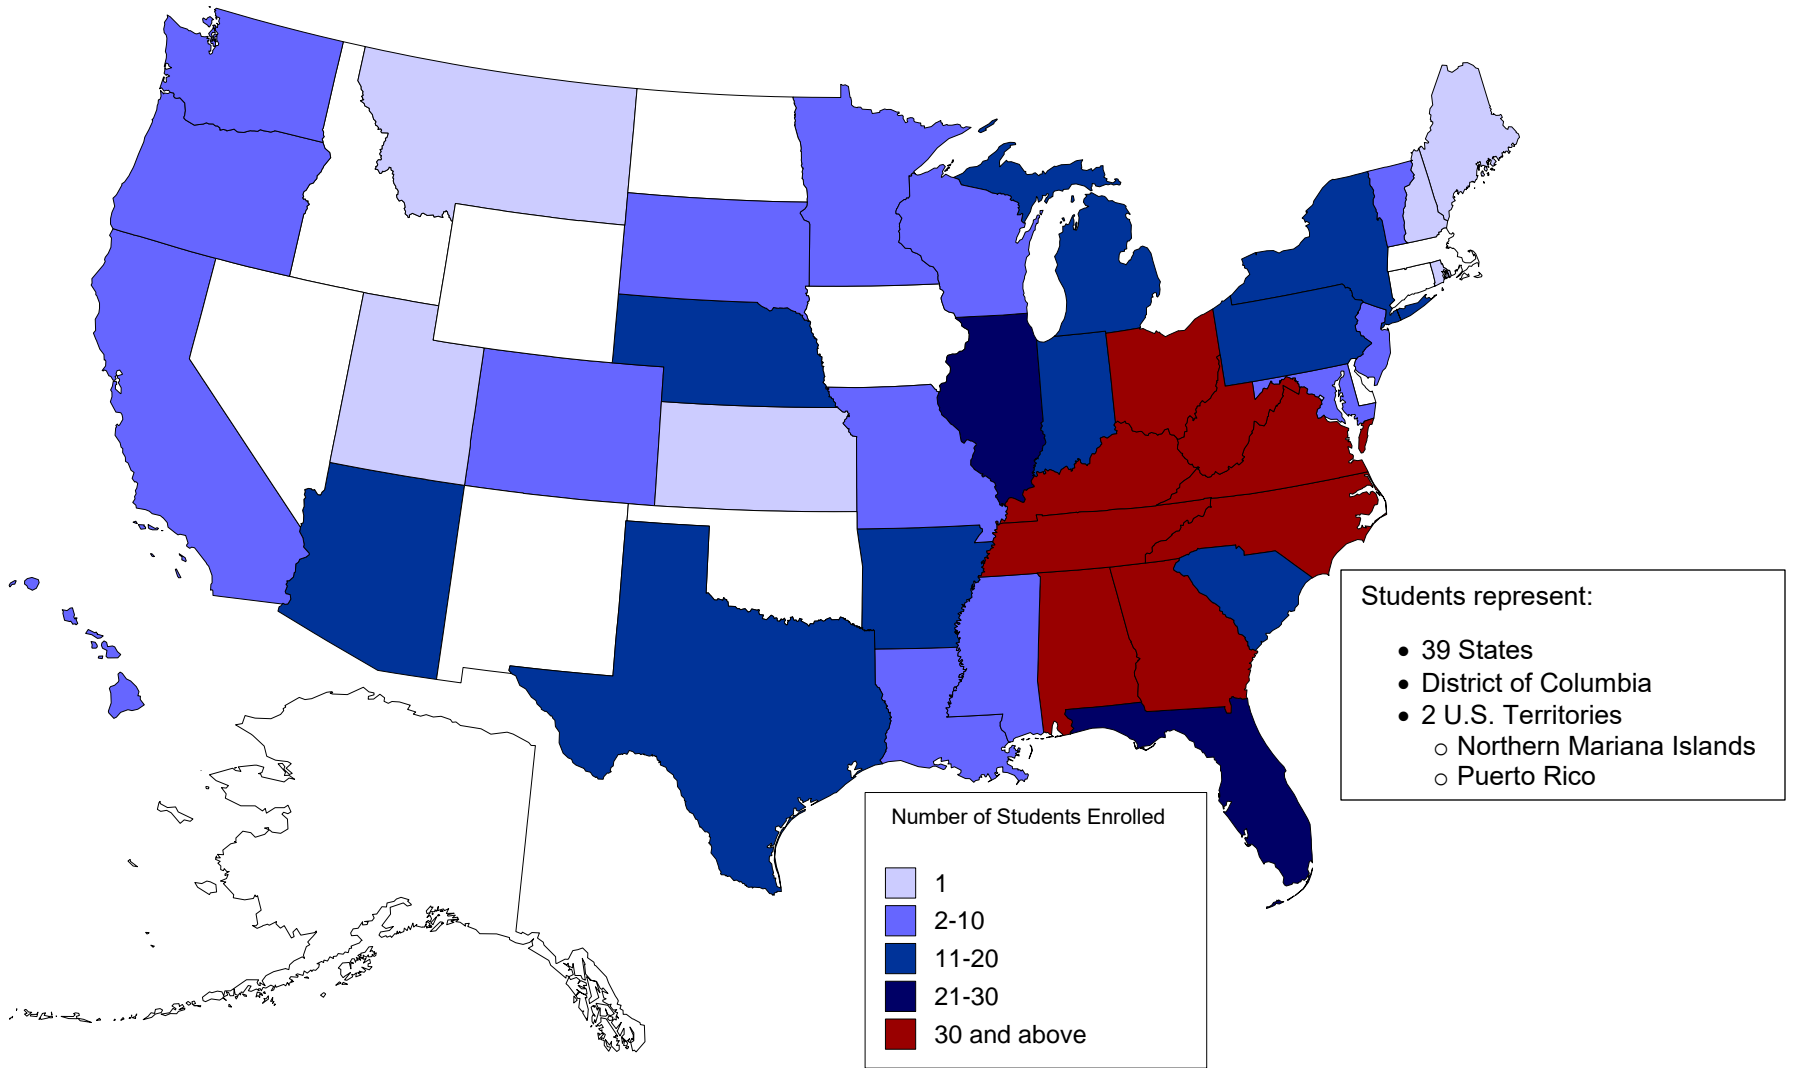 Students represent:
• 39 States
• District of Columbia
• 2 U.S. Territories
○ Northern Mariana Islands
○ Puerto Rico
Number of Students Enrolled
1
2-10
11-20
21-30
30 and above